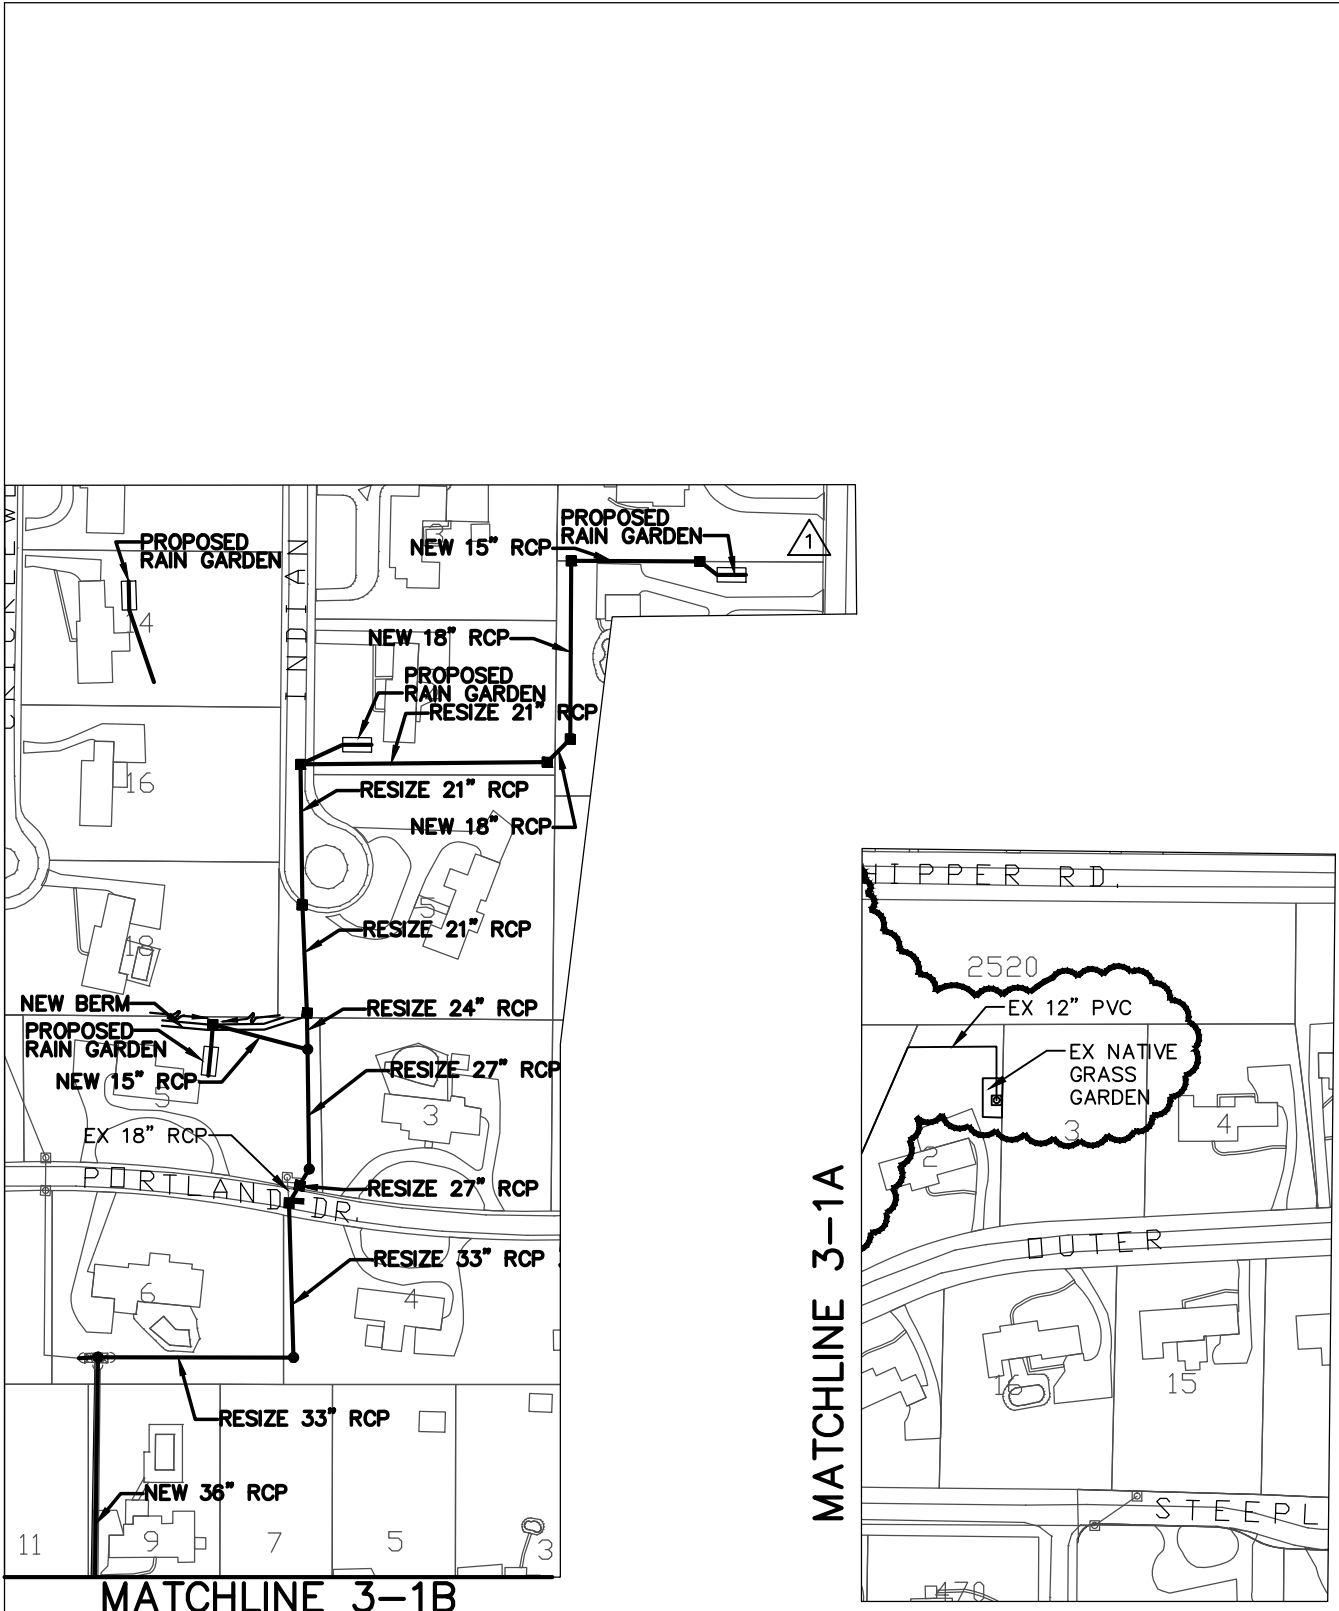 PROPOSED
RAIN GARDEN
14
INDIAN
3
NEW 15" RCP
PROPOSED
RAIN GARDEN
1
NEW 18" RCP
PROPOSED
RAIN GARDEN
RESIZE 21" RCP
16
RESIZE 21" RCP
NEW 18" RCP
5
RESIZE 21" RCP
18
NEW BERM
RESIZE 24" RCP
PROPOSED
RAIN GARDEN
NEW 15" RCP
RESIZE 27" RCP
5
3
EX 18" RCP
PORTLAND DR.
RESIZE 27" RCP
RESIZE 33" RCP
6
4
RESIZE 33" RCP
NEW 36" RCP
11
9
7
5
3
MATCHLINE 3-1B
MATCHLINE 3-1A
HIPPER RD.
2520
EX 12" PVC
EX NATIVE
GRASS
GARDEN
2
3
4
OUTER
16
15
STEEPL
470